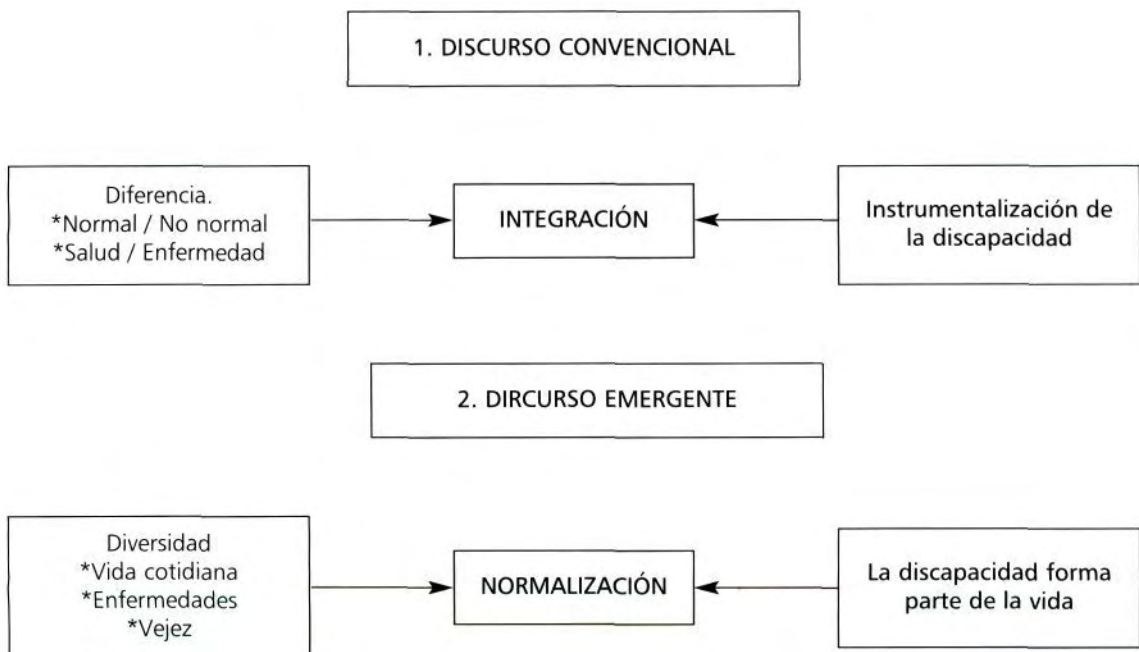 1. DISCURSO CONVENCIONAL
Diferencia.
*Normal / No normal
*Salud / Enfermedad
INTEGRACIÓN
Instrumentalización de
la discapacidad
2. DIRCURSO EMERGENTE
Diversidad
*Vida cotidiana
*Enfermedades
*Vejez
NORMALIZACIÓN
La discapacidad forma
parte de la vida